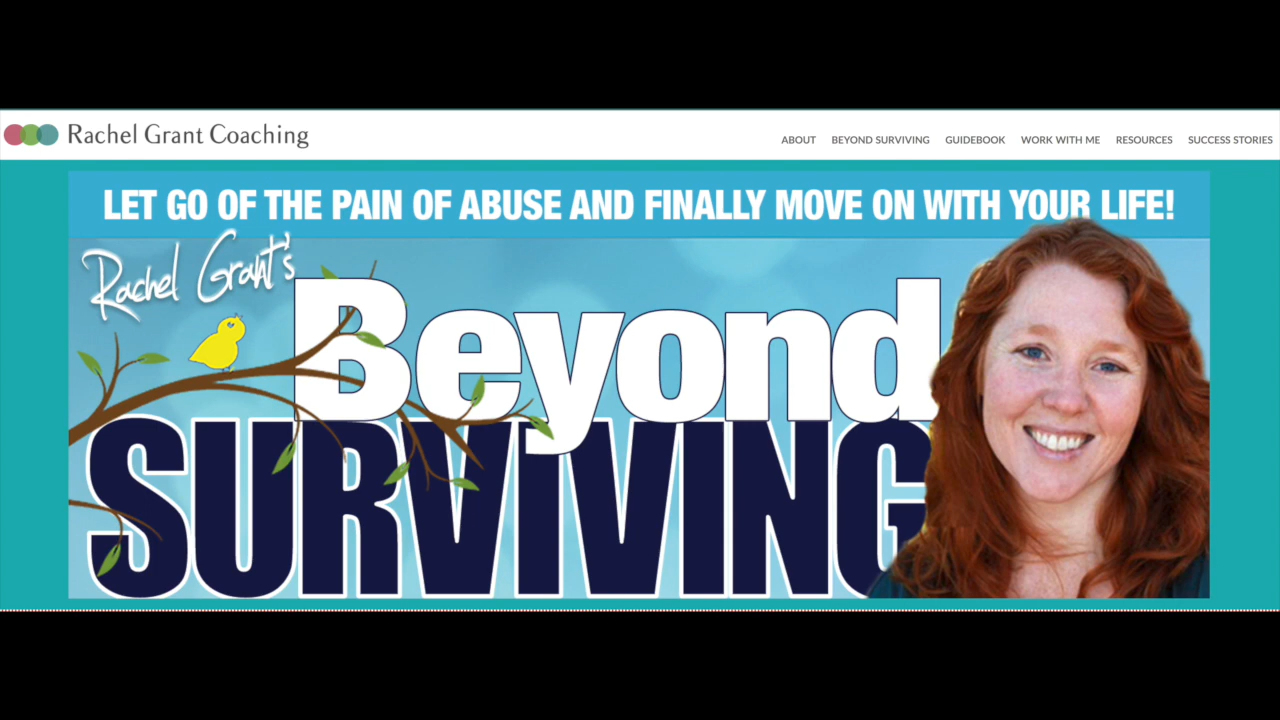 Rachel Grant Coaching
ABOUT BEYOND SURVIVING GUIDEBOOK WORK WITH ME RESOURCES SUCCESS STORIES
LET GO OF THE PAIN OF ABUSE AND FINALLY MOVE ON WITH YOUR LIFE!
Rachel Grant's
Beyond
SURVIVING